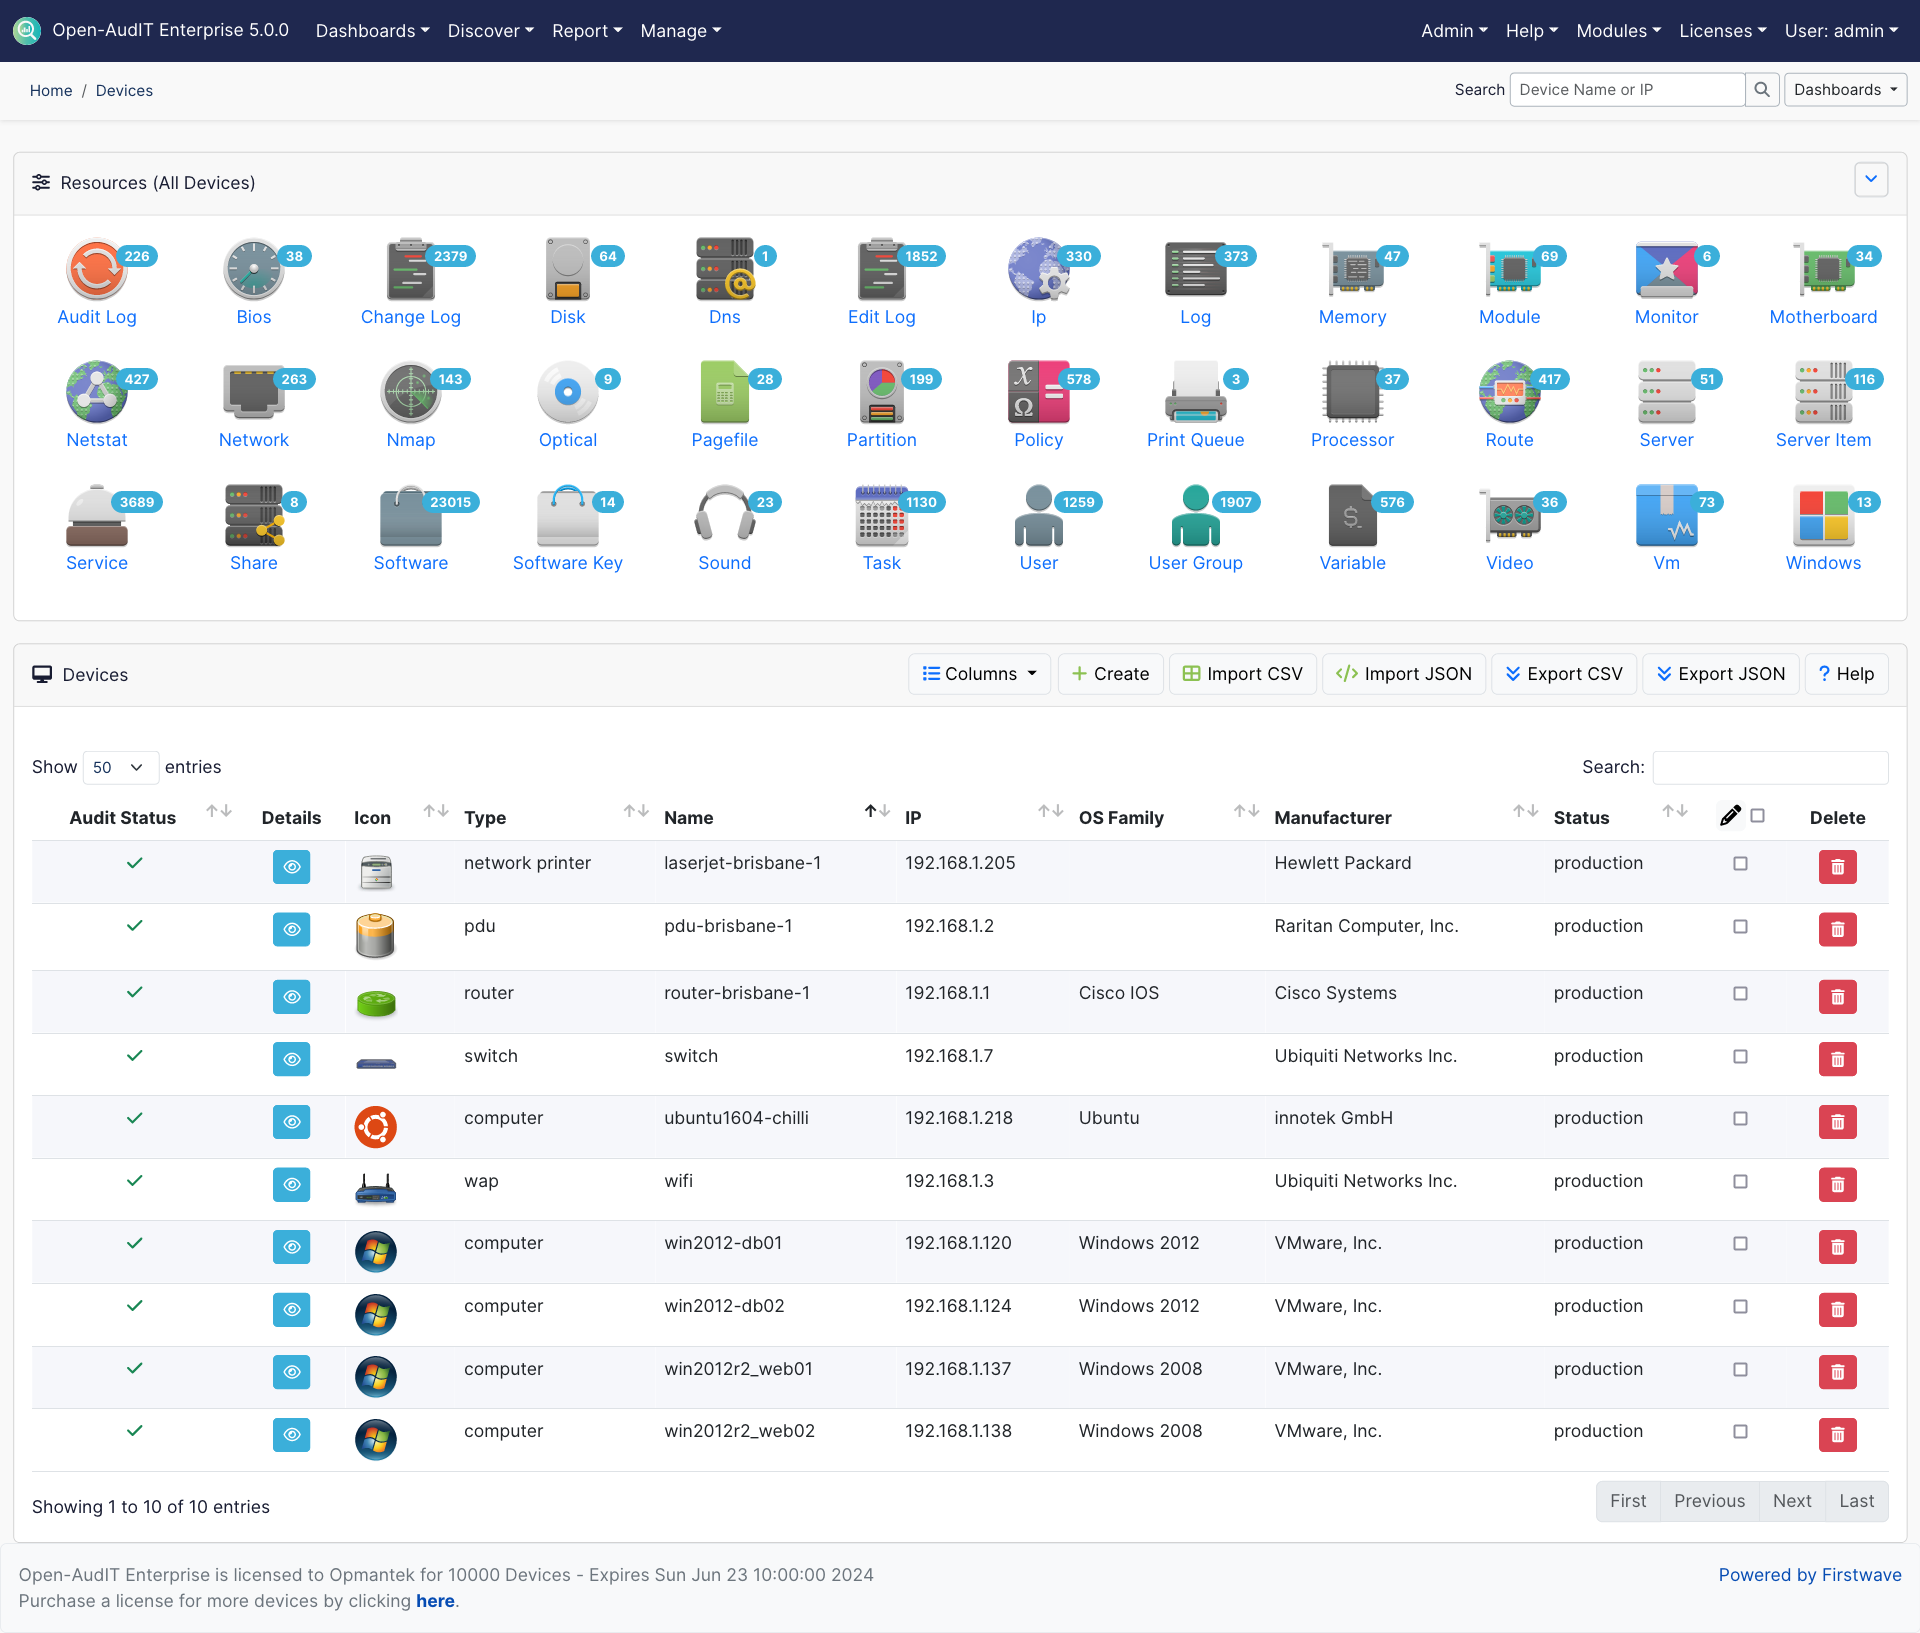 Open-AudIT Enterprise 5.0.0 Dashboards Discover Report Manage Admin Help Modules Licenses User: admin
Home / Devices Search Device Name or IP Dashboards
Resources (All Devices)
226 38 2379 64 1 1852 330 373 47 69 6 34
Audit Log Bios Change Log Disk Dns Edit Log Ip Log Memory Module Monitor Motherboard
427 263 143 9 28 199 578 3 37 417 51 116
Netstat Network Nmap Optical Pagefile Partition Policy Print Queue Processor Route Server Server Item
3689 8 23015 14 23 1130 1259 1907 576 36 73 13
Service Share Software Software Key Sound Task User User Group Variable Video Vm Windows
Devices Columns Create Import CSV Import JSON Export CSV Export JSON ? Help
Show 50 entries Search:
Audit Status Details Icon Type Name IP OS Family Manufacturer Status Delete
network printer laserjet-brisbane-1 192.168.1.205 Hewlett Packard production
pdu pdu-brisbane-1 192.168.1.2 Raritan Computer, Inc. production
router router-brisbane-1 192.168.1.1 Cisco IOS Cisco Systems production
switch switch 192.168.1.7 Ubiquiti Networks Inc. production
computer ubuntu1604-chilli 192.168.1.218 Ubuntu innotek GmbH production
wap wifi 192.168.1.3 Ubiquiti Networks Inc. production
computer win2012-db01 192.168.1.120 Windows 2012 VMware, Inc. production
computer win2012-db02 192.168.1.124 Windows 2012 VMware, Inc. production
computer win2012r2_web01 192.168.1.137 Windows 2008 VMware, Inc. production
computer win2012r2_web02 192.168.1.138 Windows 2008 VMware, Inc. production
Showing 1 to 10 of 10 entries First Previous Next Last
Open-AudIT Enterprise is licensed to Opmantek for 10000 Devices - Expires Sun Jun 23 10:00:00 2024 Powered by Firstwave
Purchase a license for more devices by clicking here.